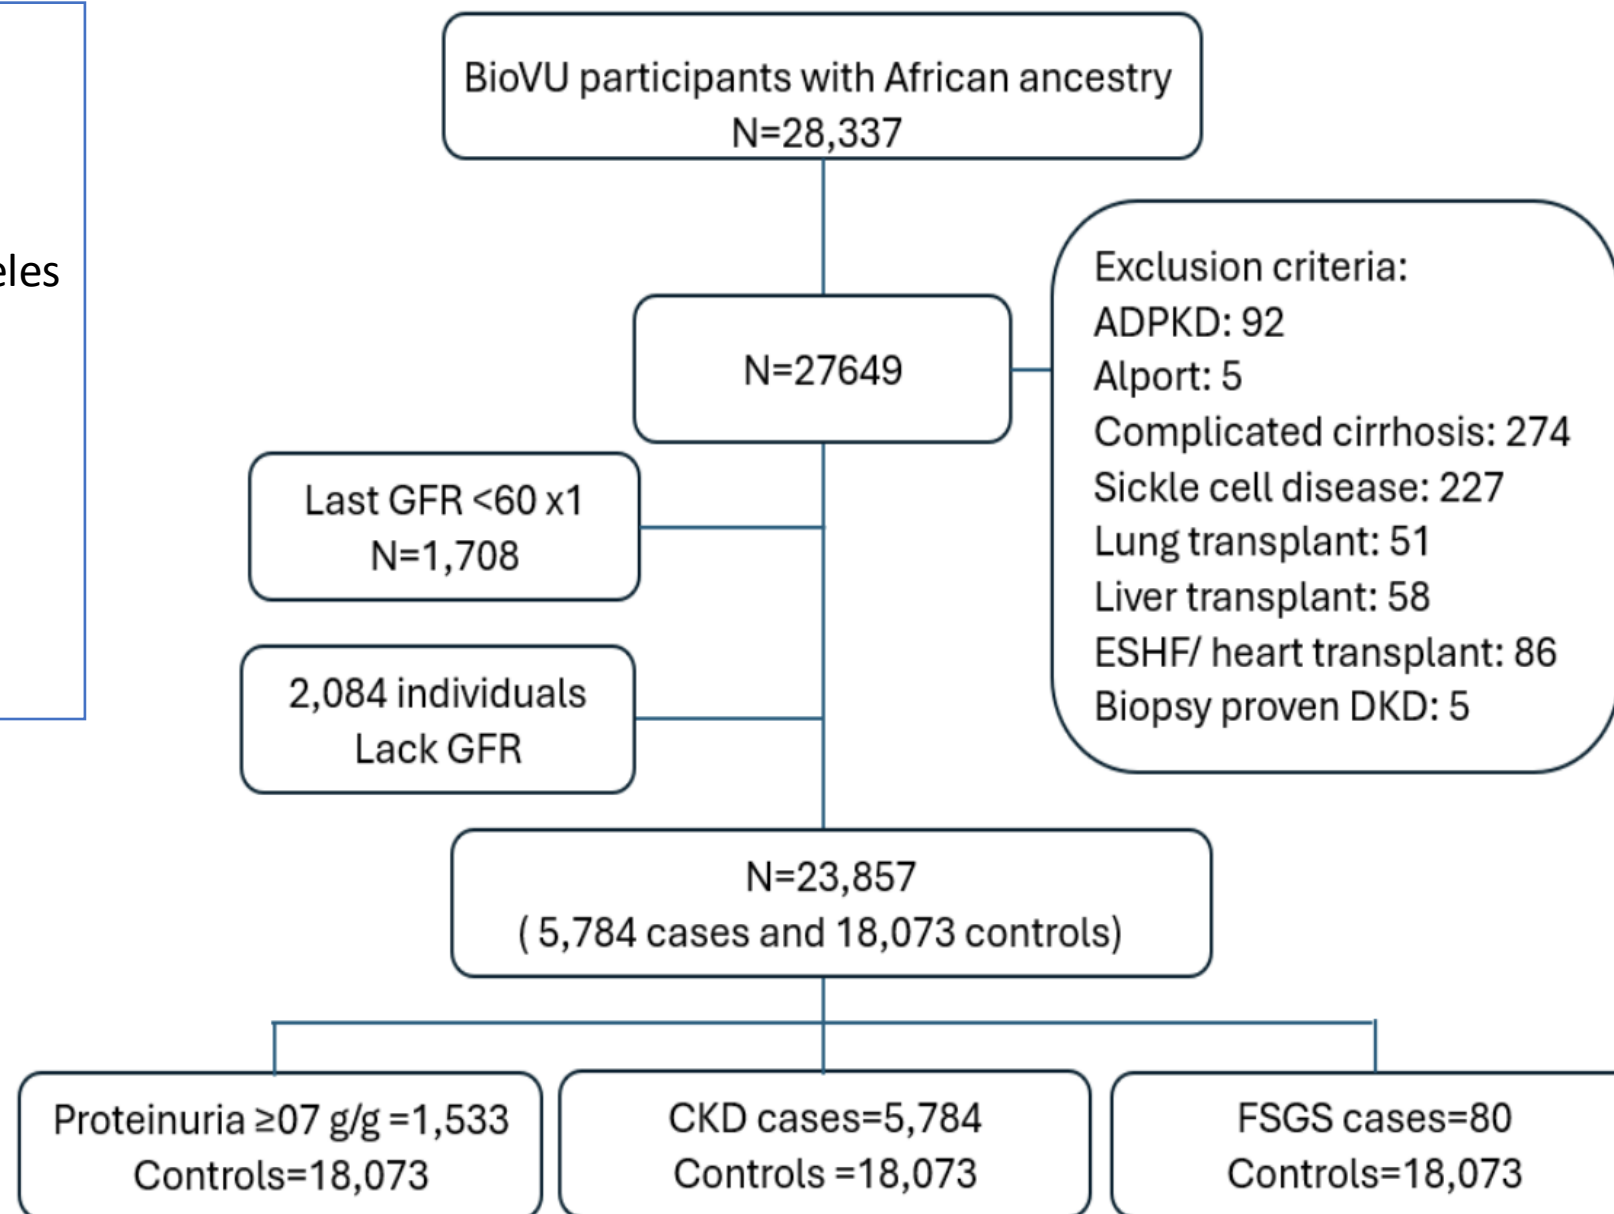 BioVU participants with African ancestry
N=28,337
eles
N=27649
Exclusion criteria:
ADPKD: 92
Alport: 5
Complicated cirrhosis: 274
Sickle cell disease: 227
Lung transplant: 51
Liver transplant: 58
ESHF/ heart transplant: 86
Biopsy proven DKD: 5
Last GFR <60 x1
N=1,708
2,084 individuals
Lack GFR
N=23,857
( 5,784 cases and 18,073 controls)
Proteinuria ≥07 g/g =1,533
Controls=18,073
CKD cases=5,784
Controls =18,073
FSGS cases=80
Controls=18,073